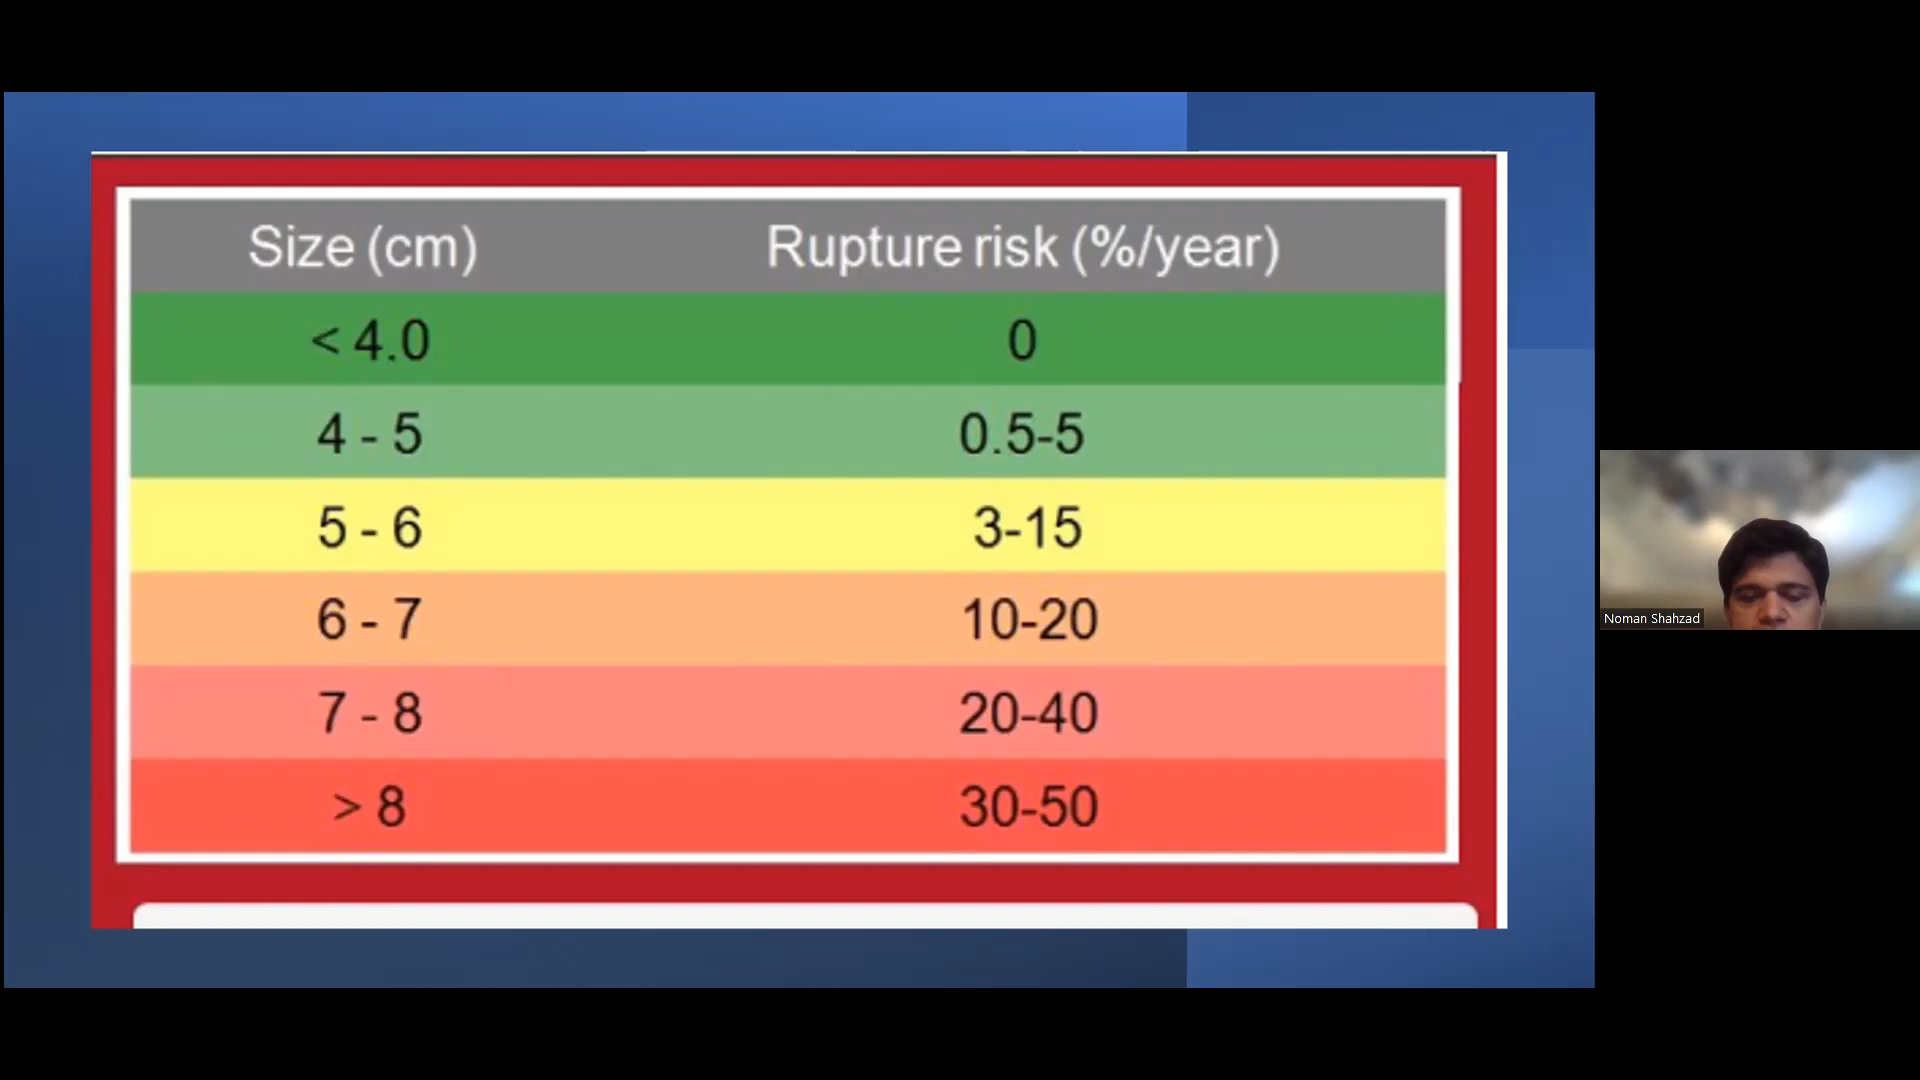 Size (cm) Rupture risk (%/year)
< 4.0 0
4 - 5 0.5-5
5 - 6 3-15
6 - 7 10-20
7 - 8 20-40
> 8 30-50
Noman Shahzad